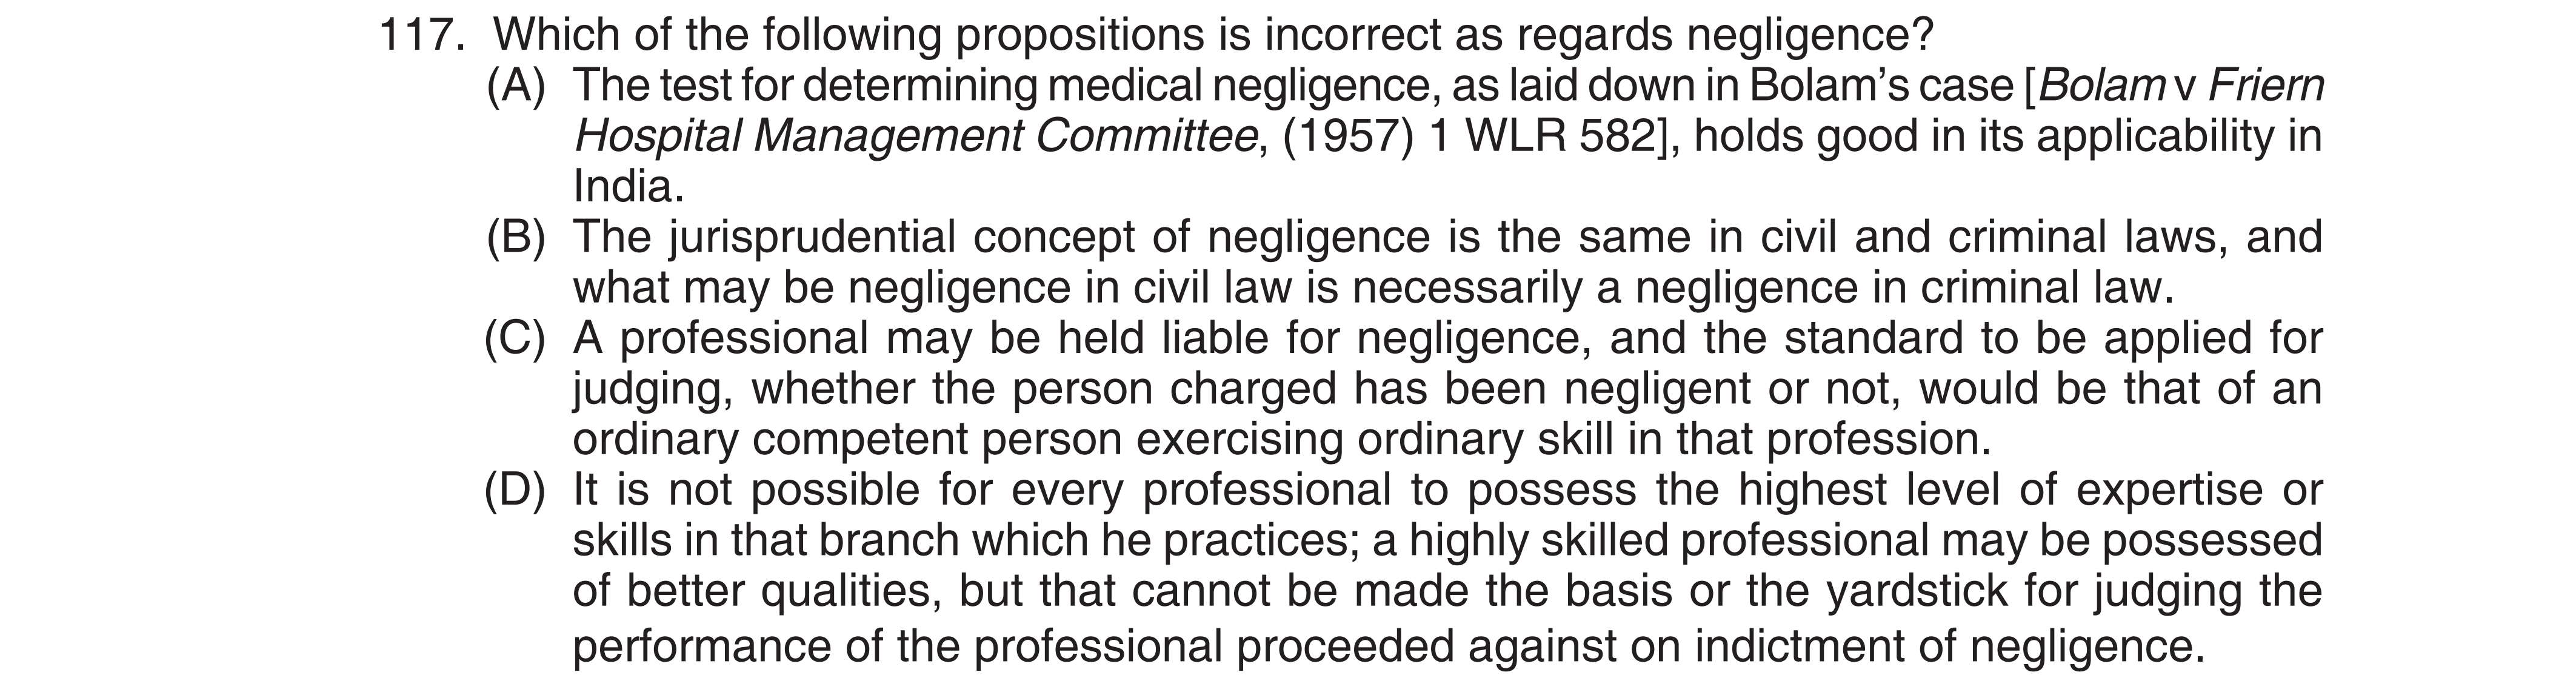 117. Which of the following propositions is incorrect as regards negligence?
(A) The test for determining medical negligence, as laid down in Bolam’s case [Bolam v Friern
Hospital Management Committee, (1957) 1 WLR 582], holds good in its applicability in
India.
(B) The jurisprudential concept of negligence is the same in civil and criminal laws, and
what may be negligence in civil law is necessarily a negligence in criminal law.
(C) A professional may be held liable for negligence, and the standard to be applied for
judging, whether the person charged has been negligent or not, would be that of an
ordinary competent person exercising ordinary skill in that profession.
(D) It is not possible for every professional to possess the highest level of expertise or
skills in that branch which he practices; a highly skilled professional may be possessed
of better qualities, but that cannot be made the basis or the yardstick for judging the
performance of the professional proceeded against on indictment of negligence.